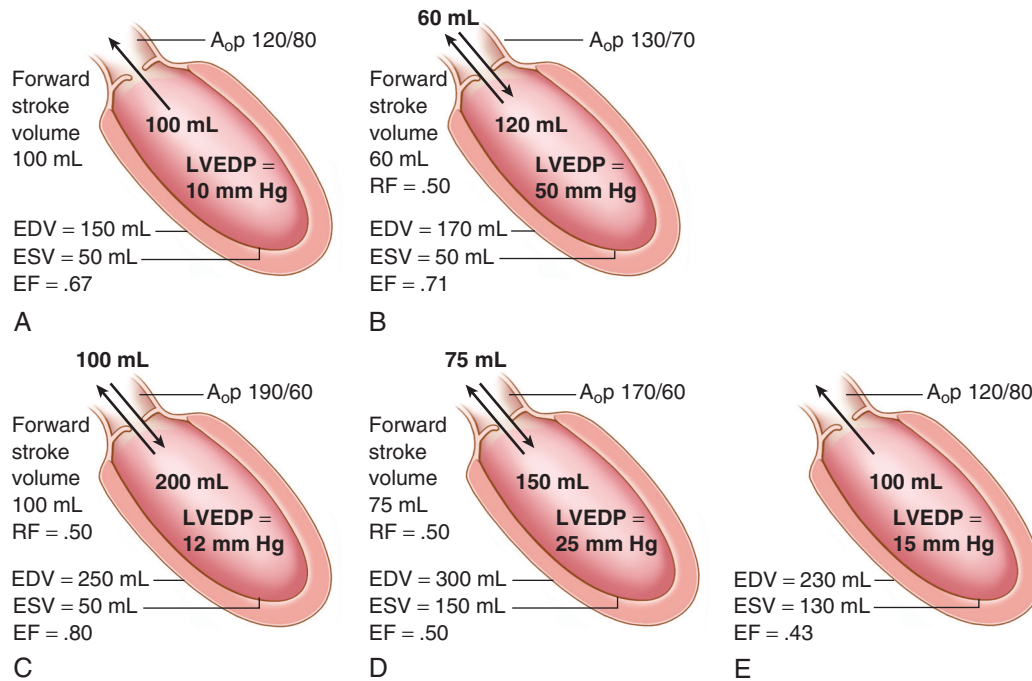 A₀p 120/80
Forward
stroke
volume
100 mL
100 mL
LVEDP =
10 mm Hg
EDV = 150 mL
ESV = 50 mL
EF = .67
A
60 mL
A₀p 130/70
Forward
stroke
volume
60 mL
RF = .50
120 mL
LVEDP =
50 mm Hg
EDV = 170 mL
ESV = 50 mL
EF = .71
B
100 mL
A₀p 190/60
Forward
stroke
volume
100 mL
RF = .50
200 mL
LVEDP =
12 mm Hg
EDV = 250 mL
ESV = 50 mL
EF = .80
C
75 mL
A₀p 170/60
Forward
stroke
volume
75 mL
RF = .50
150 mL
LVEDP =
25 mm Hg
EDV = 300 mL
ESV = 150 mL
EF = .50
D
A₀p 120/80
100 mL
LVEDP =
15 mm Hg
EDV = 230 mL
ESV = 130 mL
EF = .43
E